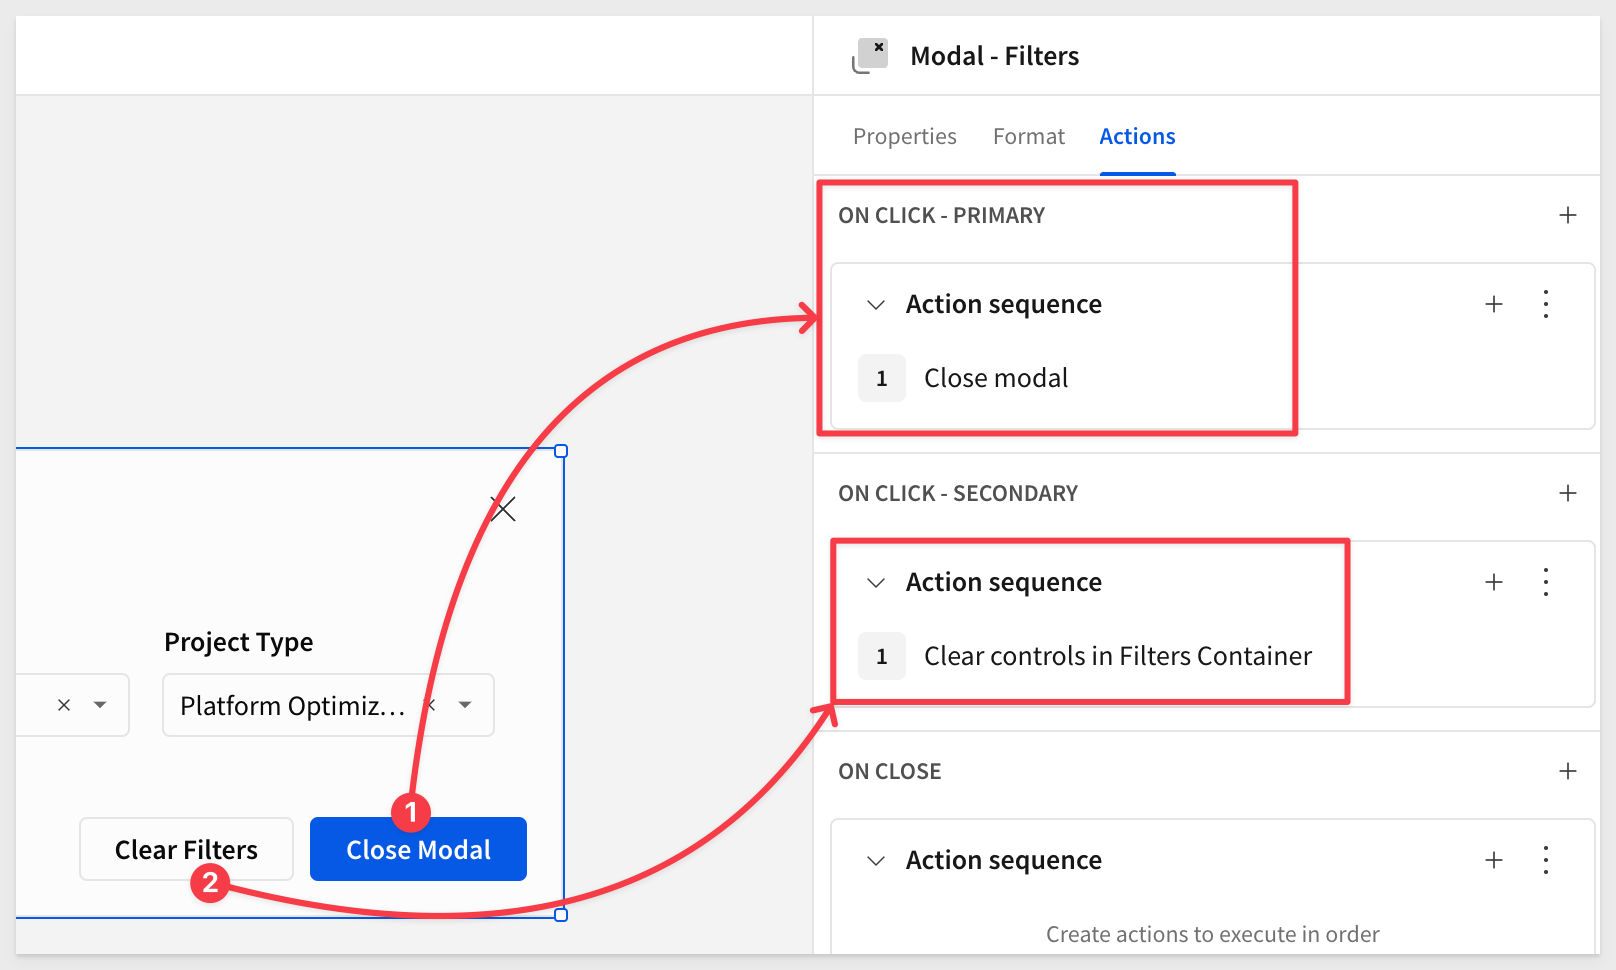 Modal - Filters
Properties Format Actions
ON CLICK - PRIMARY
Action sequence
1 Close modal
ON CLICK - SECONDARY
Action sequence
1 Clear controls in Filters Container
ON CLOSE
Action sequence
Create actions to execute in order
Project Type
Platform Optimiz...
1
Clear Filters Close Modal
2